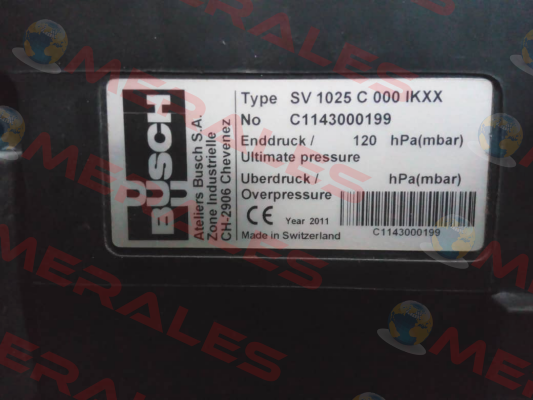 BUSCH
Ateliers Busch S.A.
Zone Industrielle
CH-2906 Chevenez
Type SV 1025 C 000 IKXX
No C1143000199
Enddruck / 120 hPa(mbar)
Ultimate pressure
Uberdruck / hPa(mbar)
Overpressure
CE Year 2011
Made in Switzerland
C1143000199
MERALES
MERALES
MERALES
MERALES